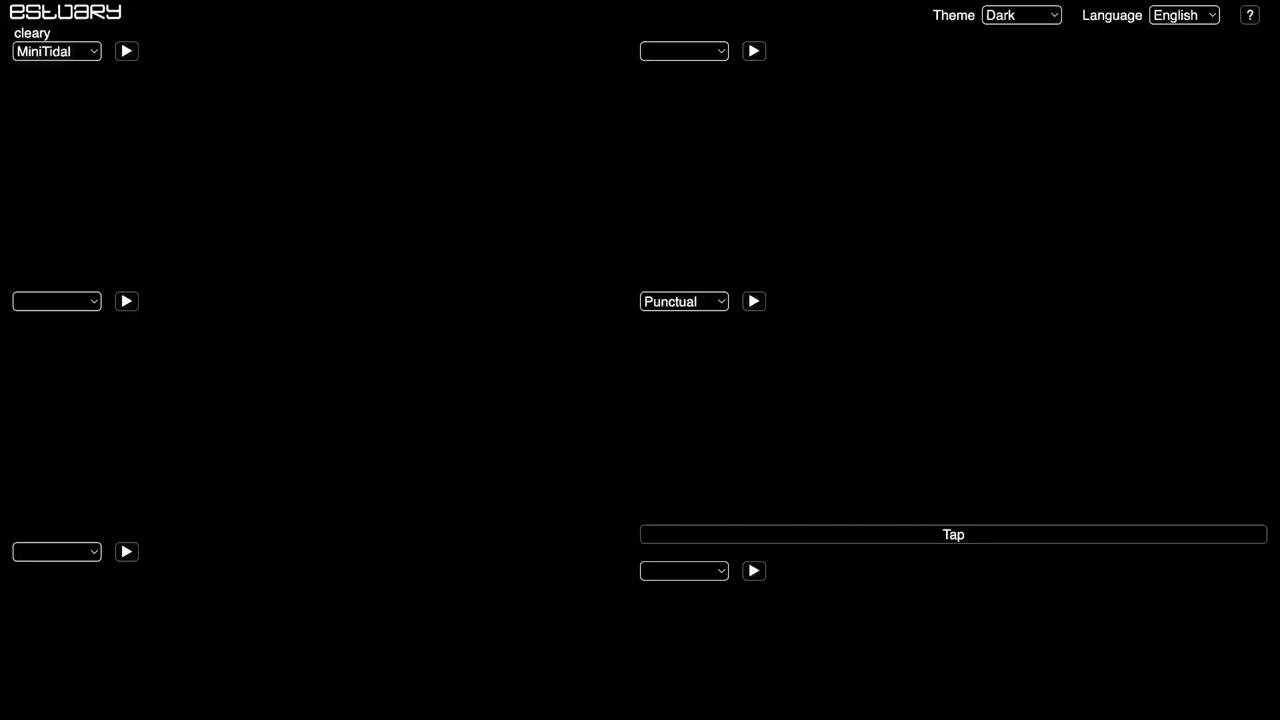 estuary
Theme Dark Language English ?
cleary
MiniTidal
Punctual
Tap